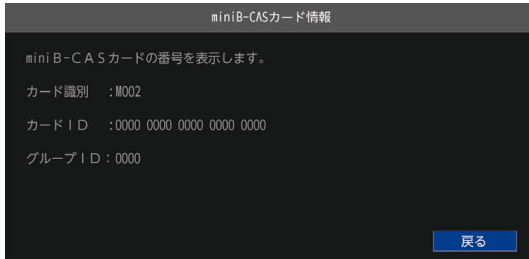 miniB-CASカード情報
miniB-ＣＡＳカードの番号を表示します。
カード識別　:M002
カードＩＤ　:0000 0000 0000 0000 0000
グループＩＤ：0000
戻る